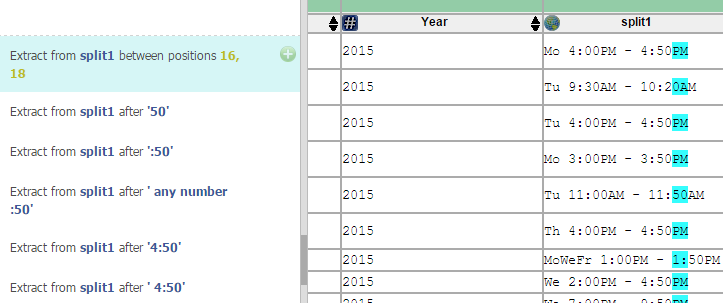 Extract from split1 between positions 16,
18
Extract from split1 after '50'
Extract from split1 after ':50'
Extract from split1 after ' any number
:50'
Extract from split1 after '4:50'
Extract from split1 after ' 4:50'
# Year split1
2015 Mo 4:00PM - 4:50PM
2015 Tu 9:30AM - 10:20AM
2015 Tu 4:00PM - 4:50PM
2015 Mo 3:00PM - 3:50PM
2015 Tu 11:00AM - 11:50AM
2015 Th 4:00PM - 4:50PM
2015 MoWeFr 1:00PM - 1:50PM
2015 We 2:00PM - 4:50PM